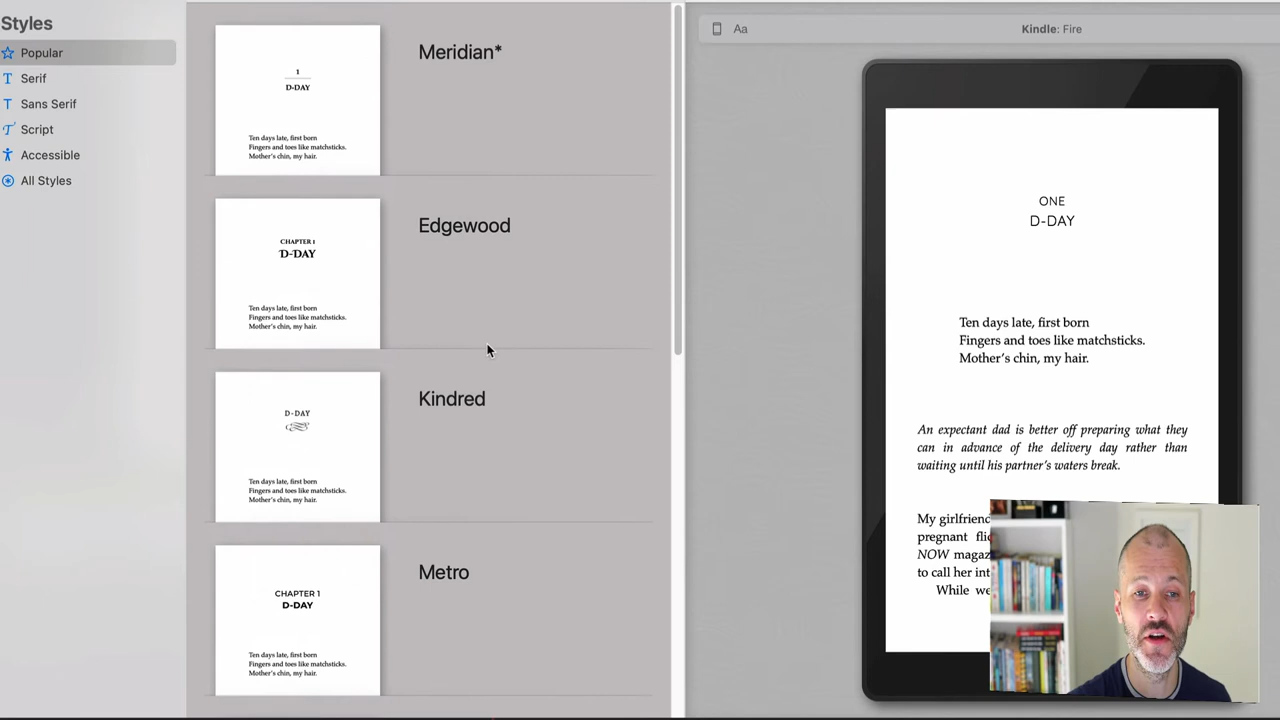 Styles
Popular
Serif
Sans Serif
Script
Accessible
All Styles
1
D-DAY
Ten days late, first born
Fingers and toes like matchsticks.
Mother's chin, my hair.
Meridian*
CHAPTER 1
D-DAY
Ten days late, first born
Fingers and toes like matchsticks.
Mother's chin, my hair.
Edgewood
D-DAY
Ten days late, first born
Fingers and toes like matchsticks.
Mother's chin, my hair.
Kindred
CHAPTER 1
D-DAY
Ten days late, first born
Fingers and toes like matchsticks.
Mother's chin, my hair.
Metro
Aa
Kindle: Fire
ONE
D-DAY
Ten days late, first born
Fingers and toes like matchsticks.
Mother's chin, my hair.
An expectant dad is better off preparing what they
can in advance of the delivery day rather than
waiting until his partner's waters break.
My
pregnant
NOW
to call her
While